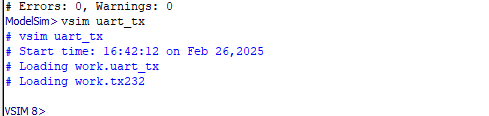 # Errors: 0, Warnings: 0
ModelSim> vsim uart_tx
# vsim uart_tx
# Start time: 16:42:12 on Feb 26,2025
# Loading work.uart_tx
# Loading work.tx232
VSIM 8>